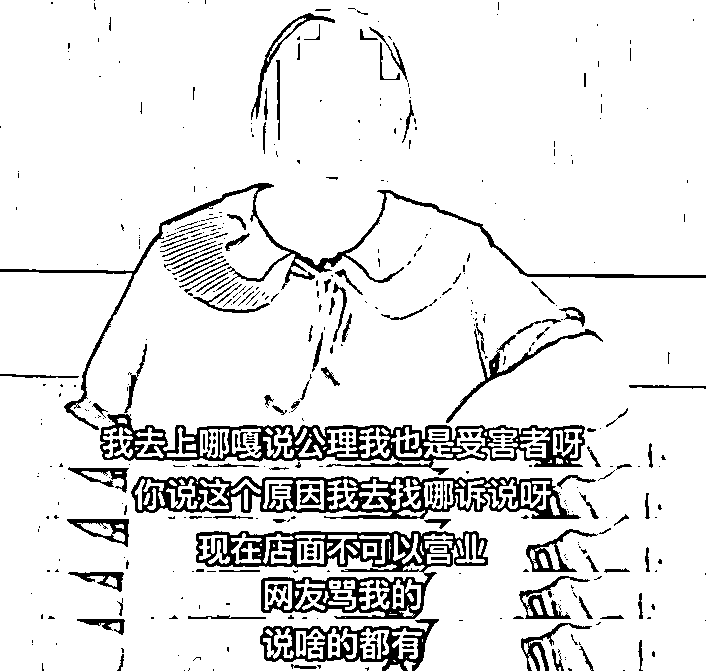 我去上哪嘎说公理我也是受害者呀
你说这个原因我去找哪诉说呀
现在店面不可以营业
网友骂我的
说啥的都有